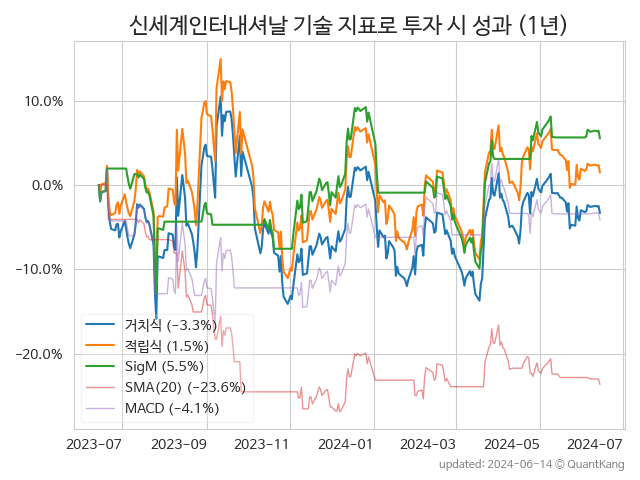 신세계인터내셔날 기술 지표로 투자 시 성과 (1년)
10.0%
0.0%
−10.0%
−20.0%
거치식 (−3.3%)
적립식 (1.5%)
SigM (5.5%)
SMA(20) (−23.6%)
MACD (−4.1%)
2023-07 2023-09 2023-11 2024-01 2024-03 2024-05 2024-07
updated: 2024-06-14 © QuantKang